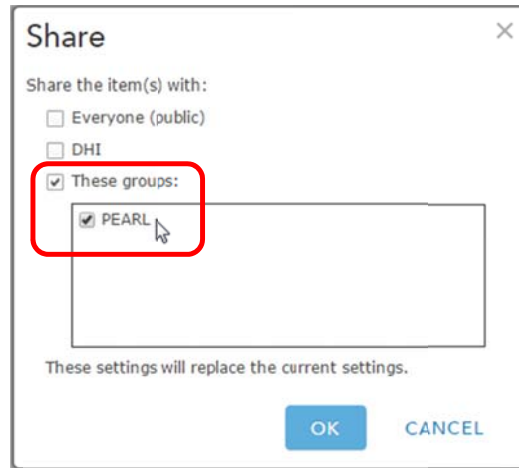 Share
Share the item(s) with:
Everyone (public)
DHI
These groups:
PEARL
These settings will replace the current settings.
OK CANCEL